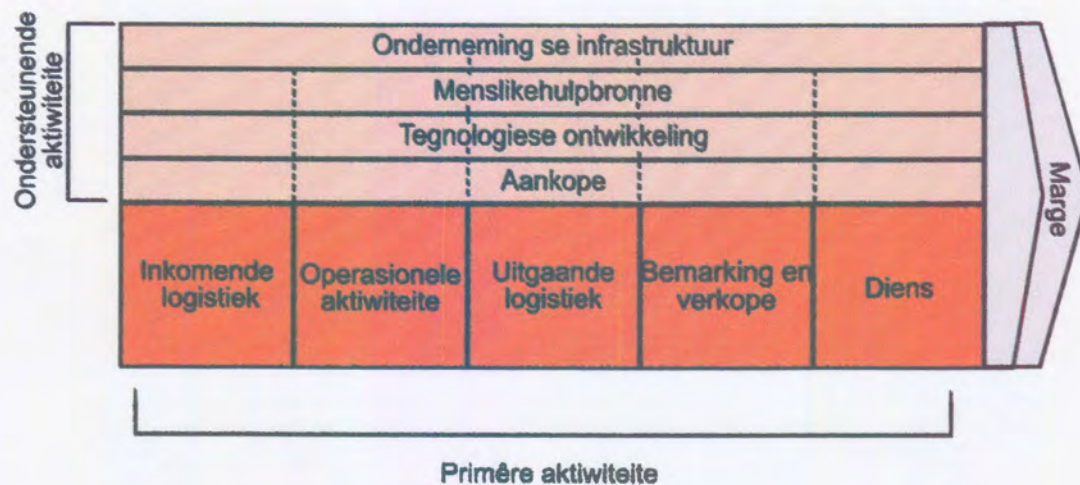 Ondersteunende
aktiwiteite
Onderneming se infrastruktuur
Menslikehulpbronne
Tegnologiese ontwikkeling
Aankope
Inkomende
logistiek
Operasionele
aktiwiteite
Uitgaande
logistiek
Bemarking en
verkope
Diens
Marge
Primêre aktiwiteite